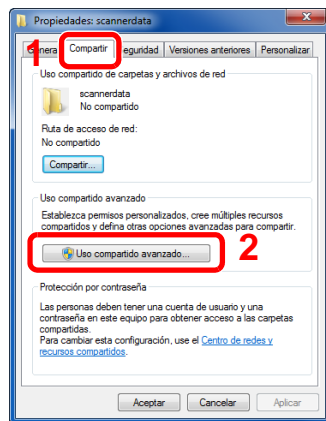 Propiedades: scannerdata
1
General Compartir Seguridad Versiones anteriores Personalizar
Uso compartido de carpetas y archivos de red
scannerdata
No compartido
Ruta de acceso de red:
No compartido
Compartir...
Uso compartido avanzado
Establezca permisos personalizados, cree múltiples recursos
compartidos y defina otras opciones avanzadas para compartir.
Uso compartido avanzado...
2
Protección por contraseña
Las personas deben tener una cuenta de usuario y una
contraseña en este equipo para obtener acceso a las carpetas
compartidas.
Para cambiar esta configuración, use el Centro de redes y
recursos compartidos.
Aceptar Cancelar Aplicar